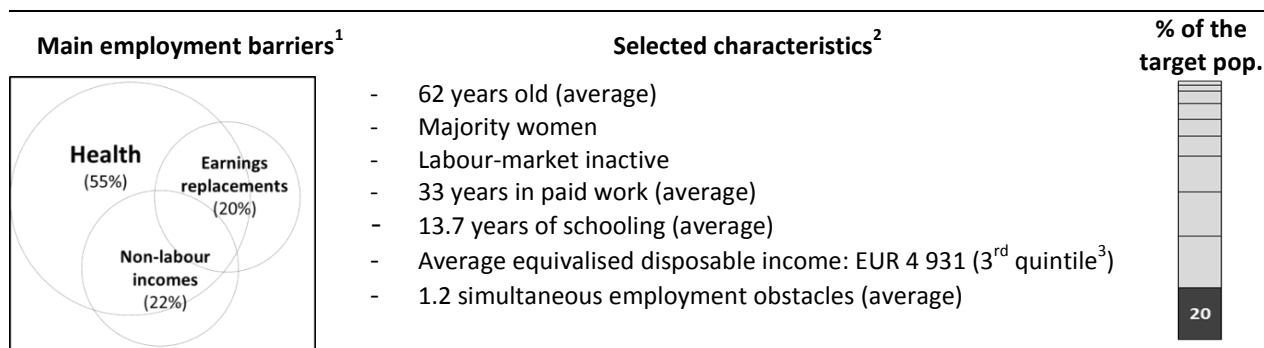 Main employment barriers1
Selected characteristics2
% of the
target pop.
Health
(55%)
Earnings
replacements
(20%)
Non-labour
incomes
(22%)
- 62 years old (average)
- Majority women
- Labour-market inactive
- 33 years in paid work (average)
- 13.7 years of schooling (average)
- Average equivalised disposable income: EUR 4 931 (3rd quintile3)
- 1.2 simultaneous employment obstacles (average)
20